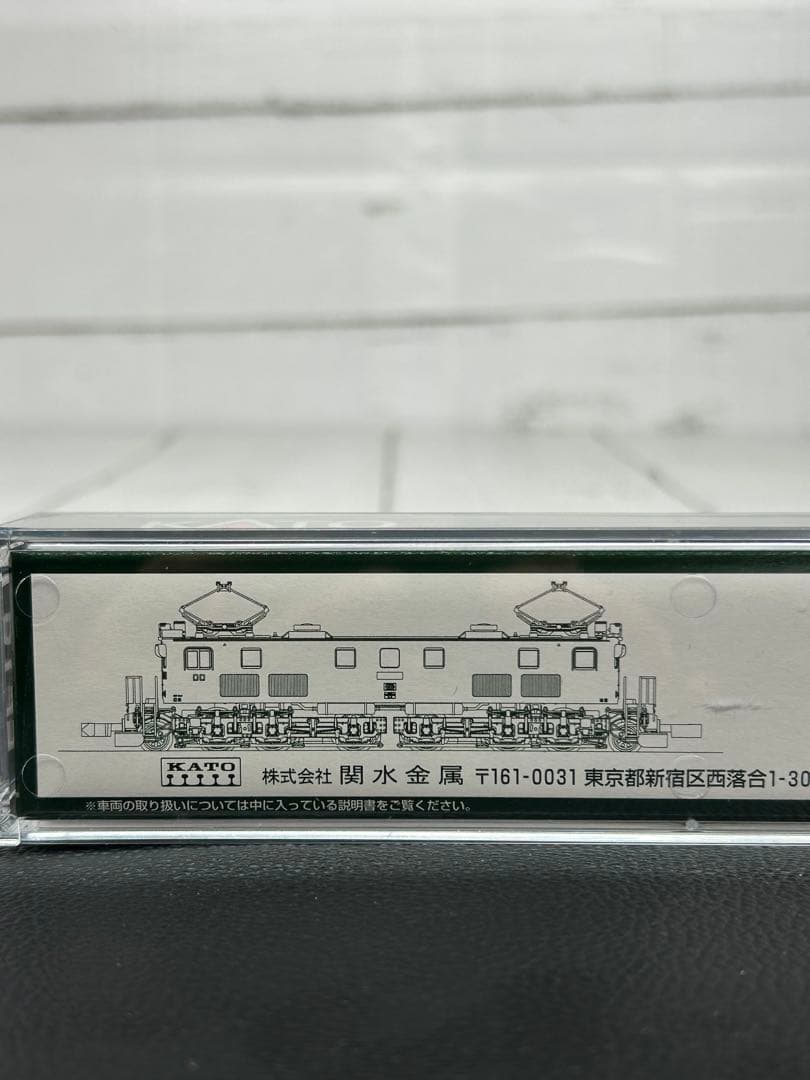 KATO
KATO
株式会社 関水金属 〒161-0031 東京都新宿区西落合1-30
※車両の取り扱いについては中に入っている説明書をご覧ください。